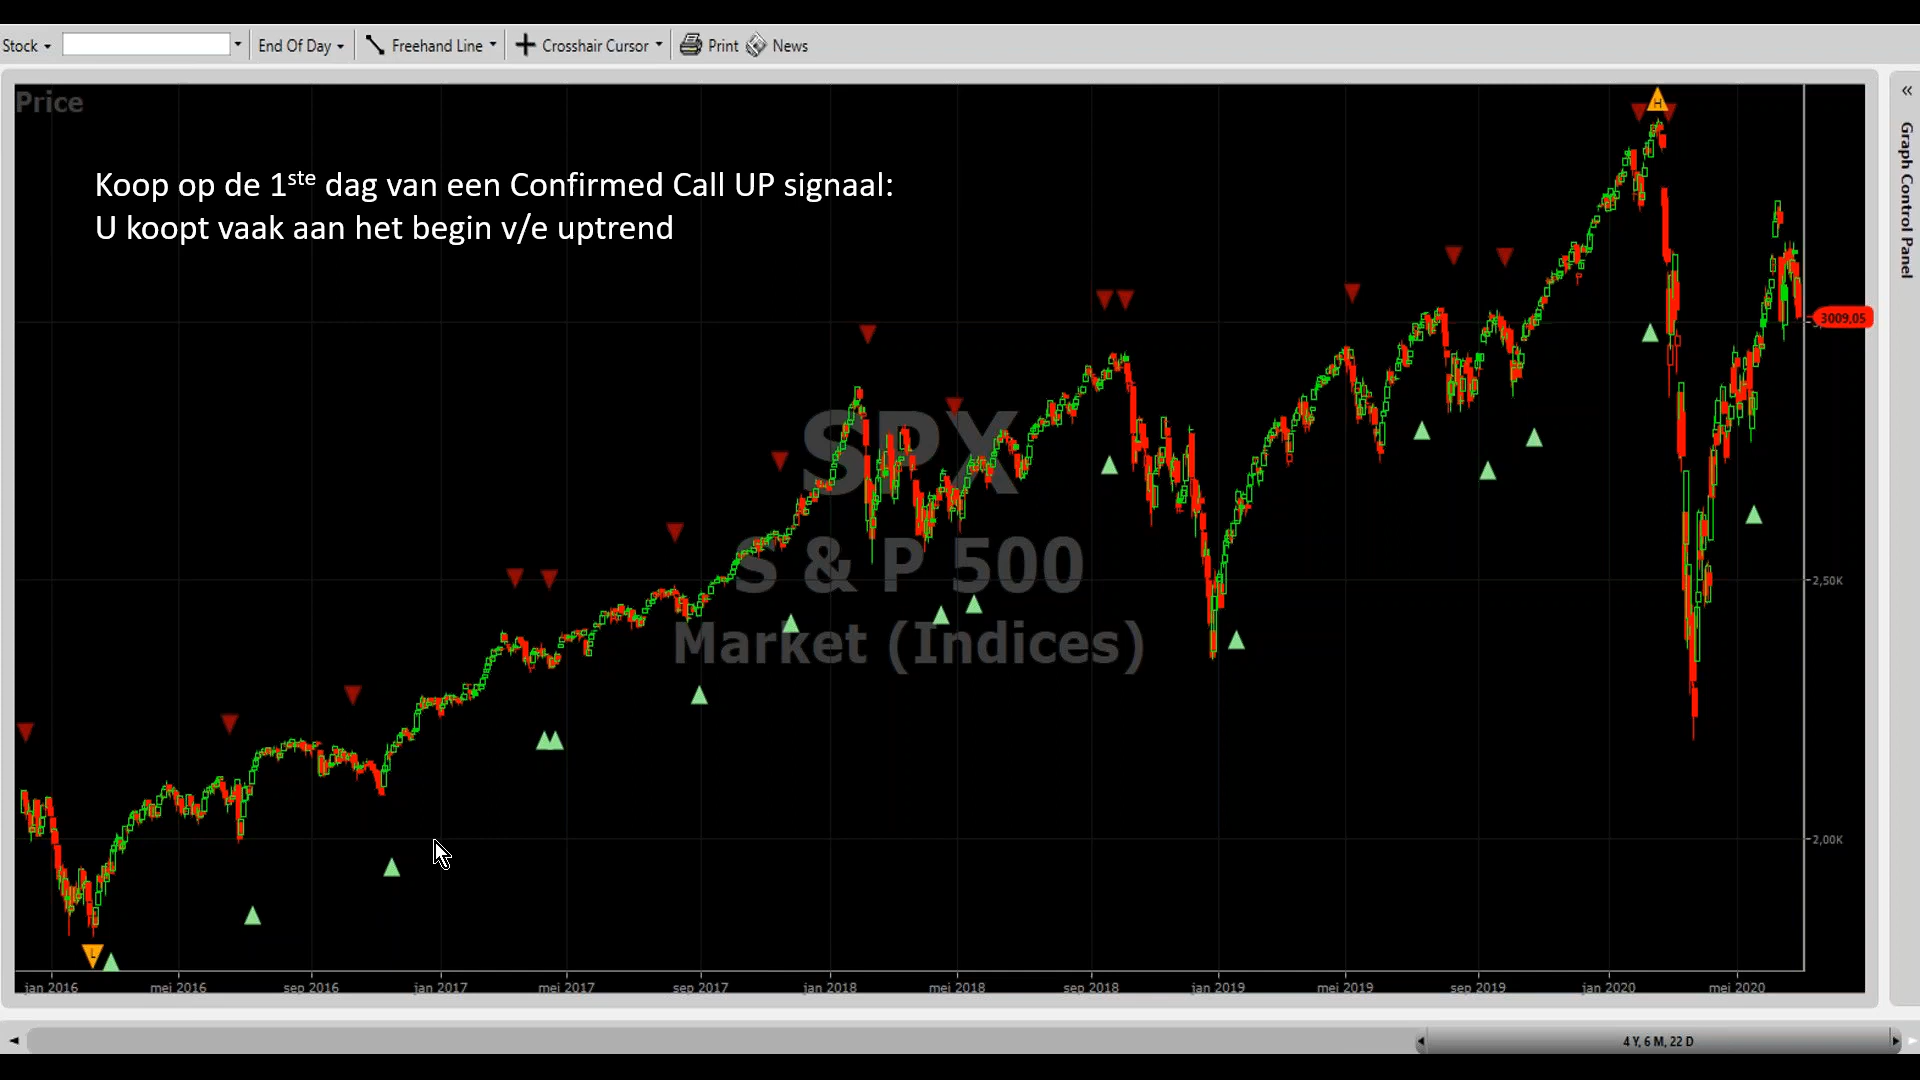 Stock
End Of Day
Freehand Line
Crosshair Cursor
Print
News
«
Graph Control Panel
Price
H
Koop op de 1ste dag van een Confirmed Call UP signaal:
U koopt vaak aan het begin v/e uptrend
SPX
S & P 500
Market (Indices)
3009,05
2,50K
2,00K
L
jan 2016 mei 2016 sep 2016 jan 2017 mei 2017 sep 2017 jan 2018 mei 2018 sep 2018 jan 2019 mei 2019 sep 2019 jan 2020 mei 2020
4 Y, 6 M, 22 D